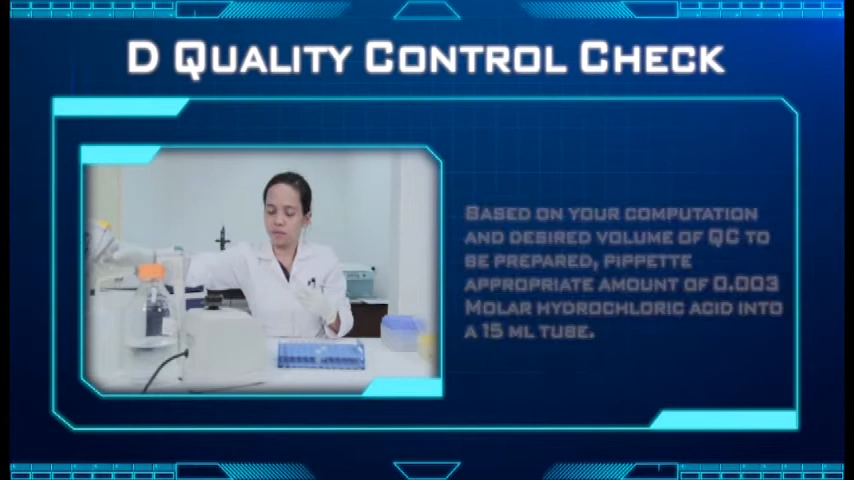 D QUALITY CONTROL CHECK
BASED ON YOUR COMPUTATION
AND DESIRED VOLUME OF QC TO
BE PREPARED, PIPPETTE
APPROPRIATE AMOUNT OF 0.003
MOLAR HYDROCHLORIC ACID INTO
A 15 ML TUBE.